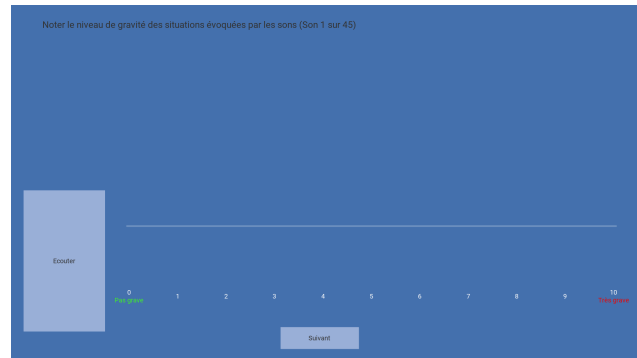 Noter le niveau de gravité des situations évoquées par les sons (Son 1 sur 45)
Ecouter
0 1 2 3 4 5 6 7 8 9 10
Pas grave Très grave
Suivant